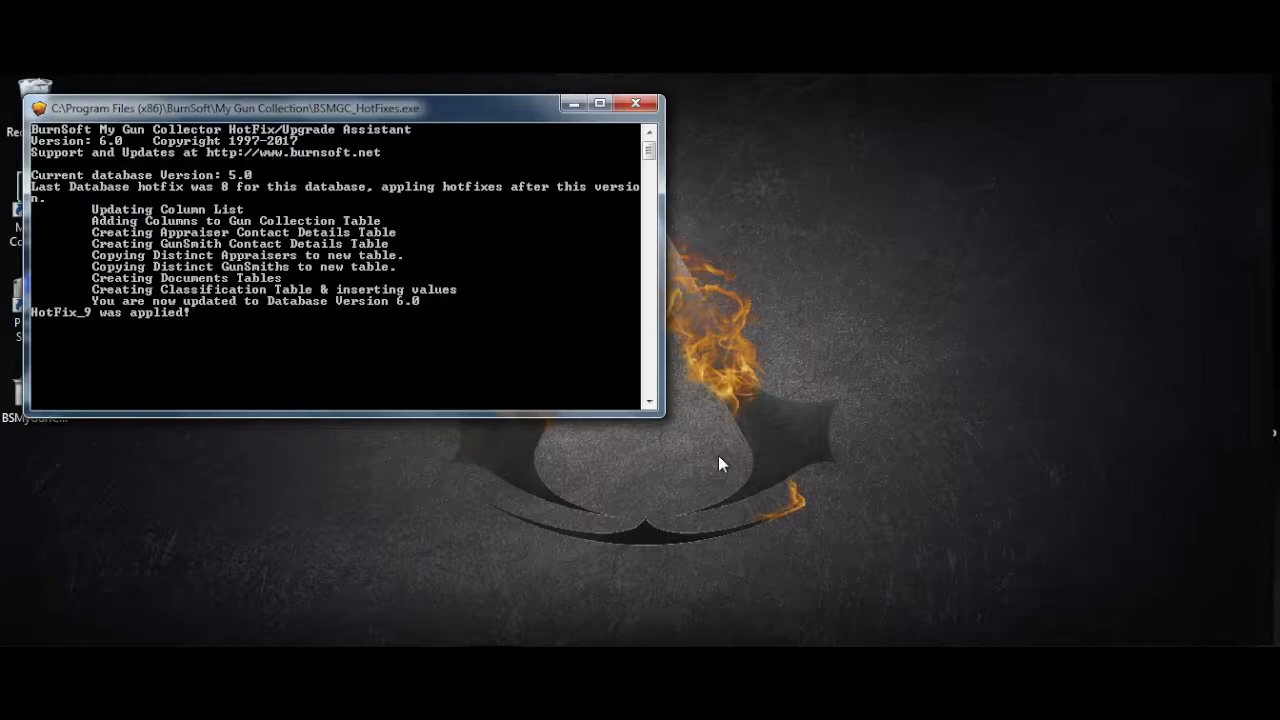 C:\Program Files (x86)\BurnSoft\My Gun Collection\BSMGC_HotFixes.exe
BurnSoft My Gun Collector HotFix/Upgrade Assistant
Version: 6.0 Copyright 1997-2017
Support and Updates at http://www.burnsoft.net
Current database Version: 5.0
Last Database hotfix was 8 for this database, appling hotfixes after this versio
n.
Updating Column List
Adding Columns to Gun Collection Table
Creating Appraiser Contact Details Table
Creating GunSmith Contact Details Table
Copying Distinct Appraisers to new table.
Copying Distinct GunSmiths to new table.
Creating Documents Tables
Creating Classification Table & inserting values
You are now updated to Database Version 6.0
HotFix_9 was applied!